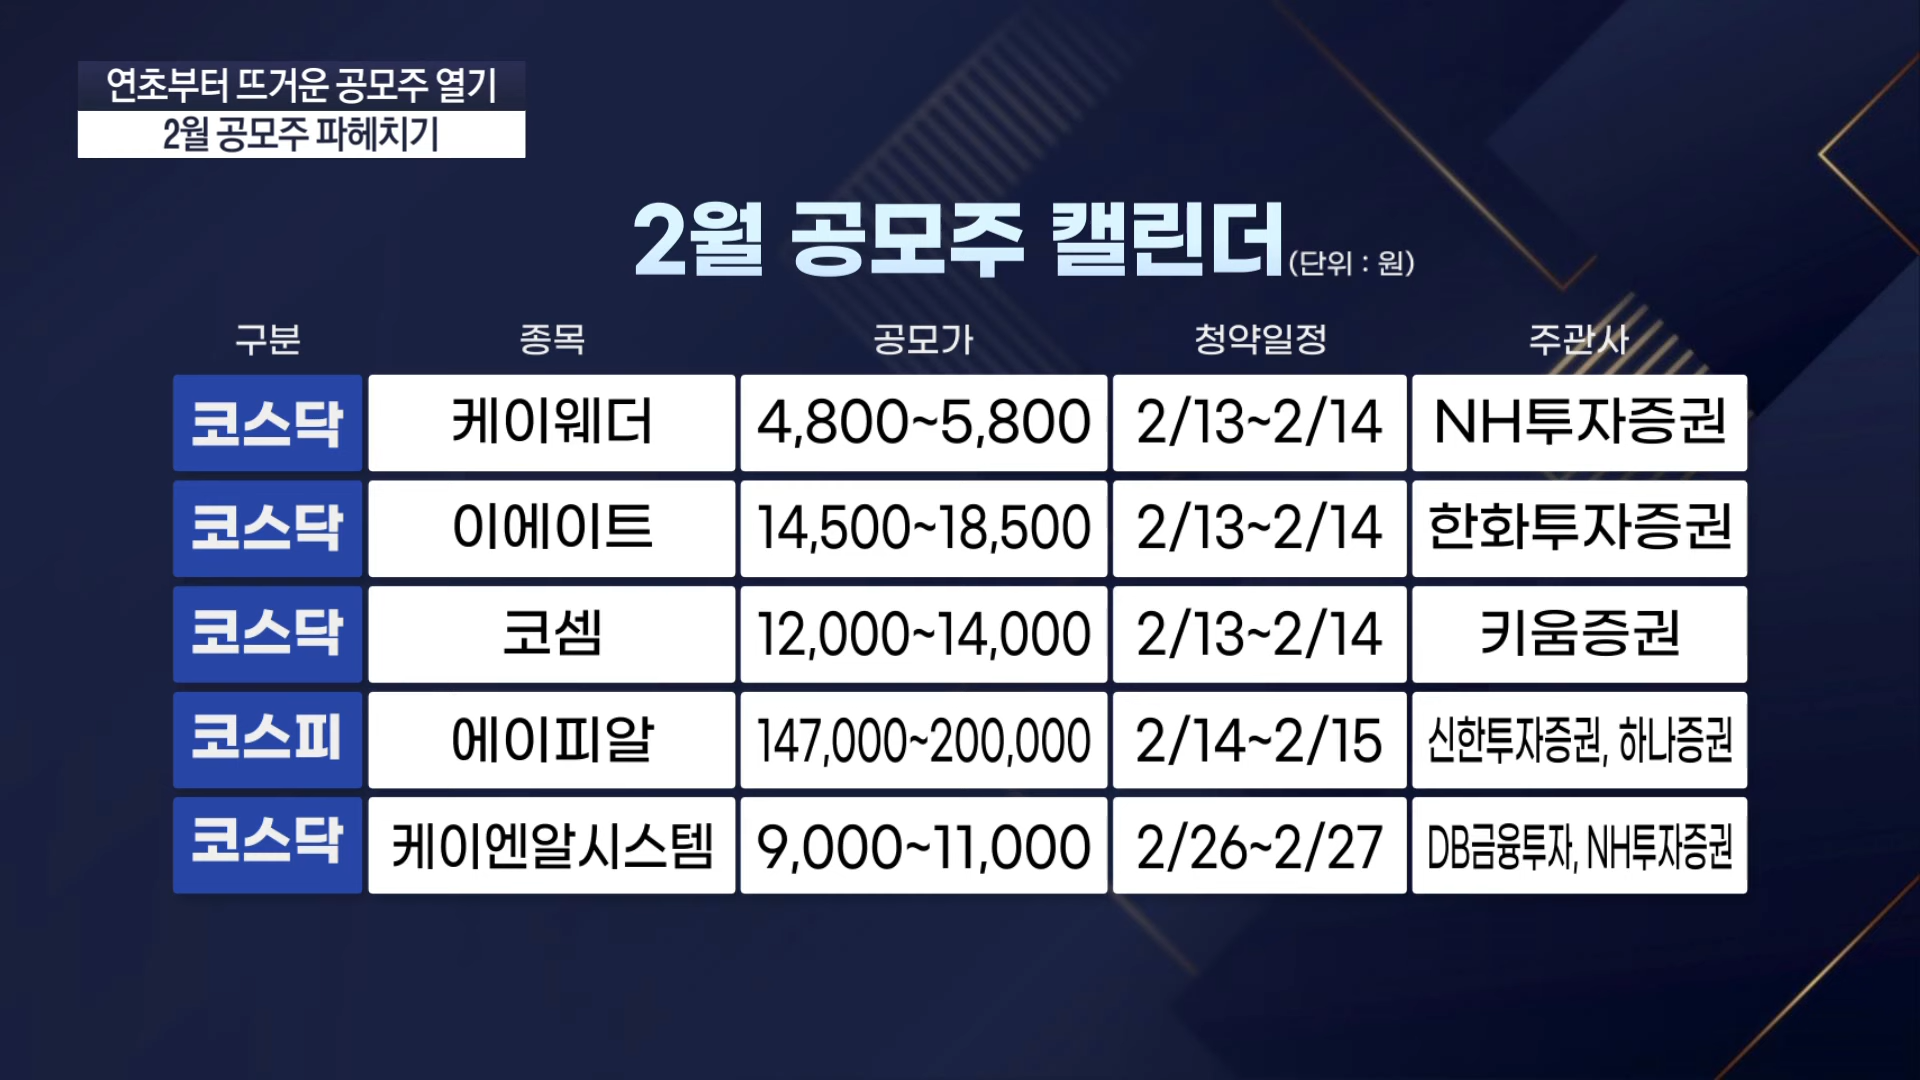 연초부터 뜨거운 공모주 열기
2월 공모주 파헤치기
2월 공모주 캘린더(단위 : 원)
구분 종목 공모가 청약일정 주관사
코스닥 케이웨더 4,800~5,800 2/13~2/14 NH투자증권
코스닥 이에이트 14,500~18,500 2/13~2/14 한화투자증권
코스닥 코셈 12,000~14,000 2/13~2/14 키움증권
코스피 에이피알 147,000~200,000 2/14~2/15 신한투자증권, 하나증권
코스닥 케이엔알시스템 9,000~11,000 2/26~2/27 DB금융투자, NH투자증권